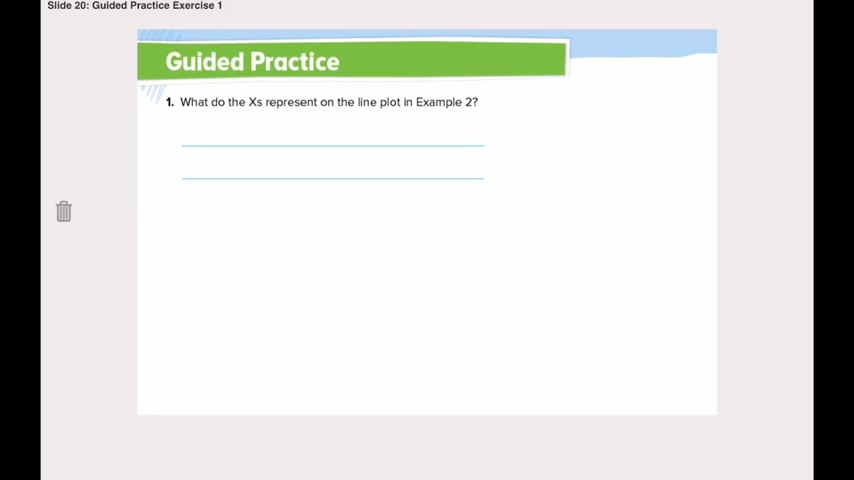 Slide 20: Guided Practice Exercise 1
Guided Practice
1. What do the Xs represent on the line plot in Example 2?